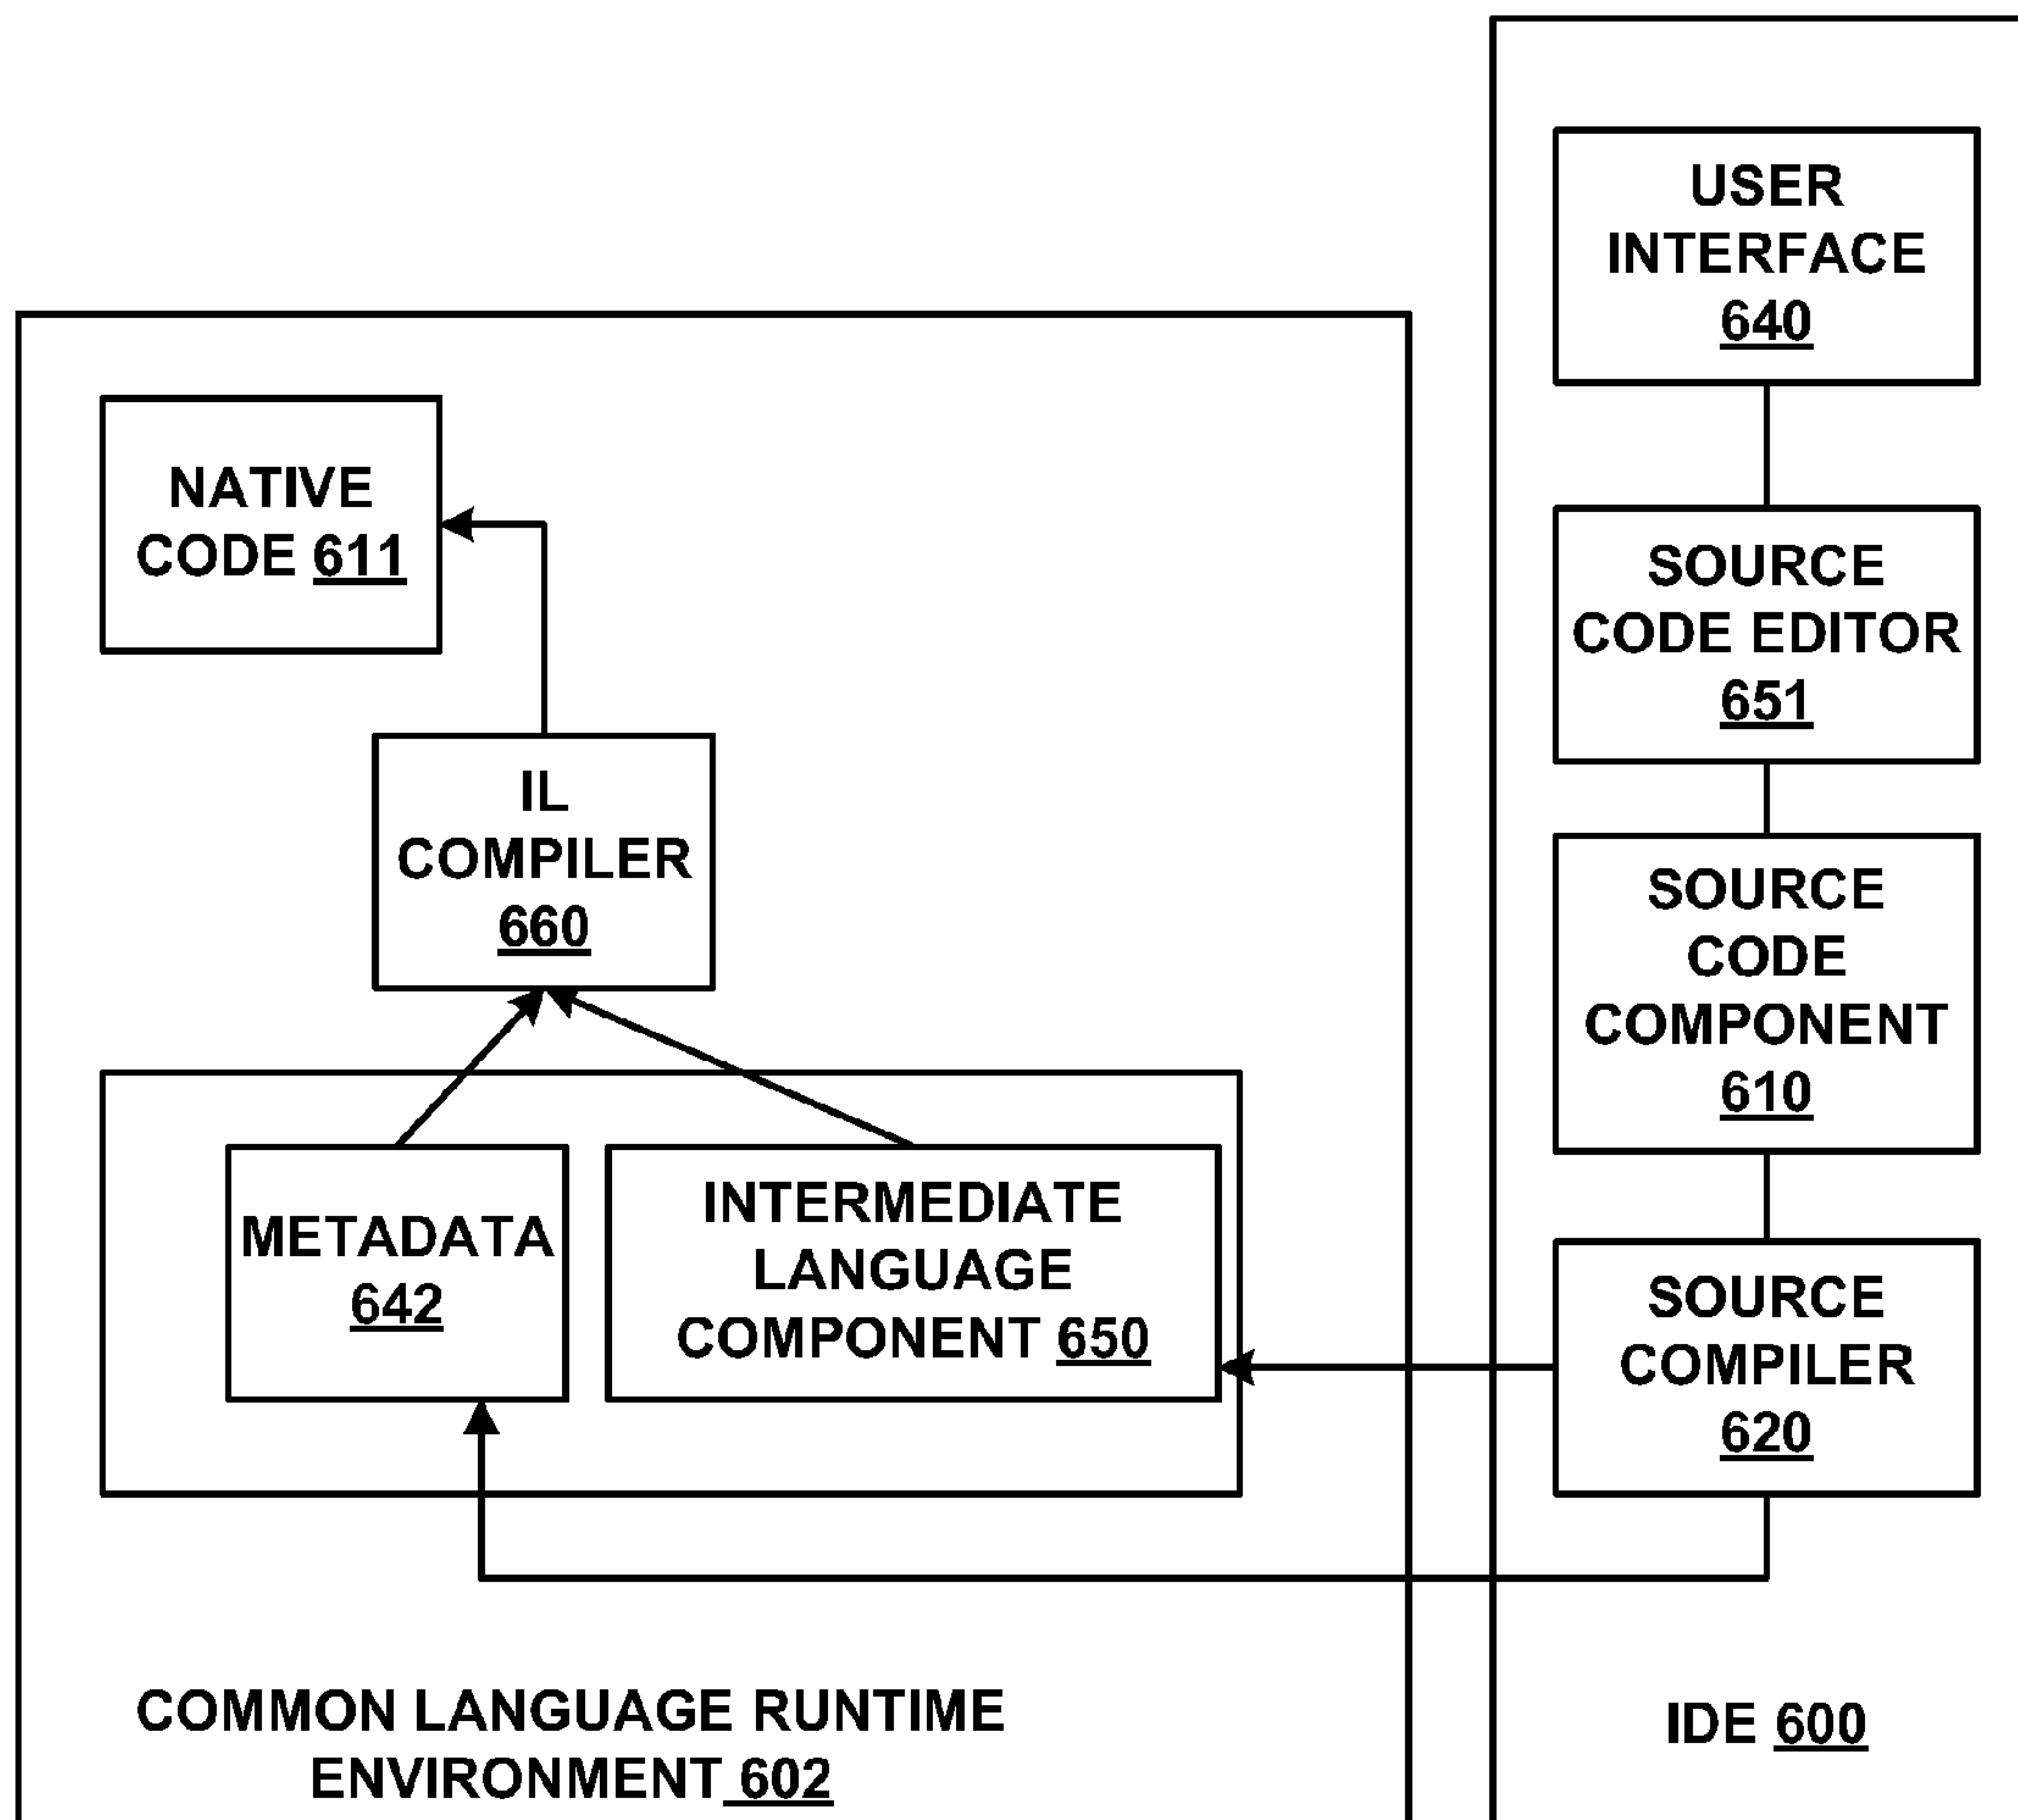 USER
INTERFACE
640
NATIVE
CODE 611
SOURCE
CODE EDITOR
651
IL
COMPILER
660
SOURCE
CODE
COMPONENT
610
METADATA
642
INTERMEDIATE
LANGUAGE
COMPONENT 650
SOURCE
COMPILER
620
COMMON LANGUAGE RUNTIME
ENVIRONMENT 602
IDE 600